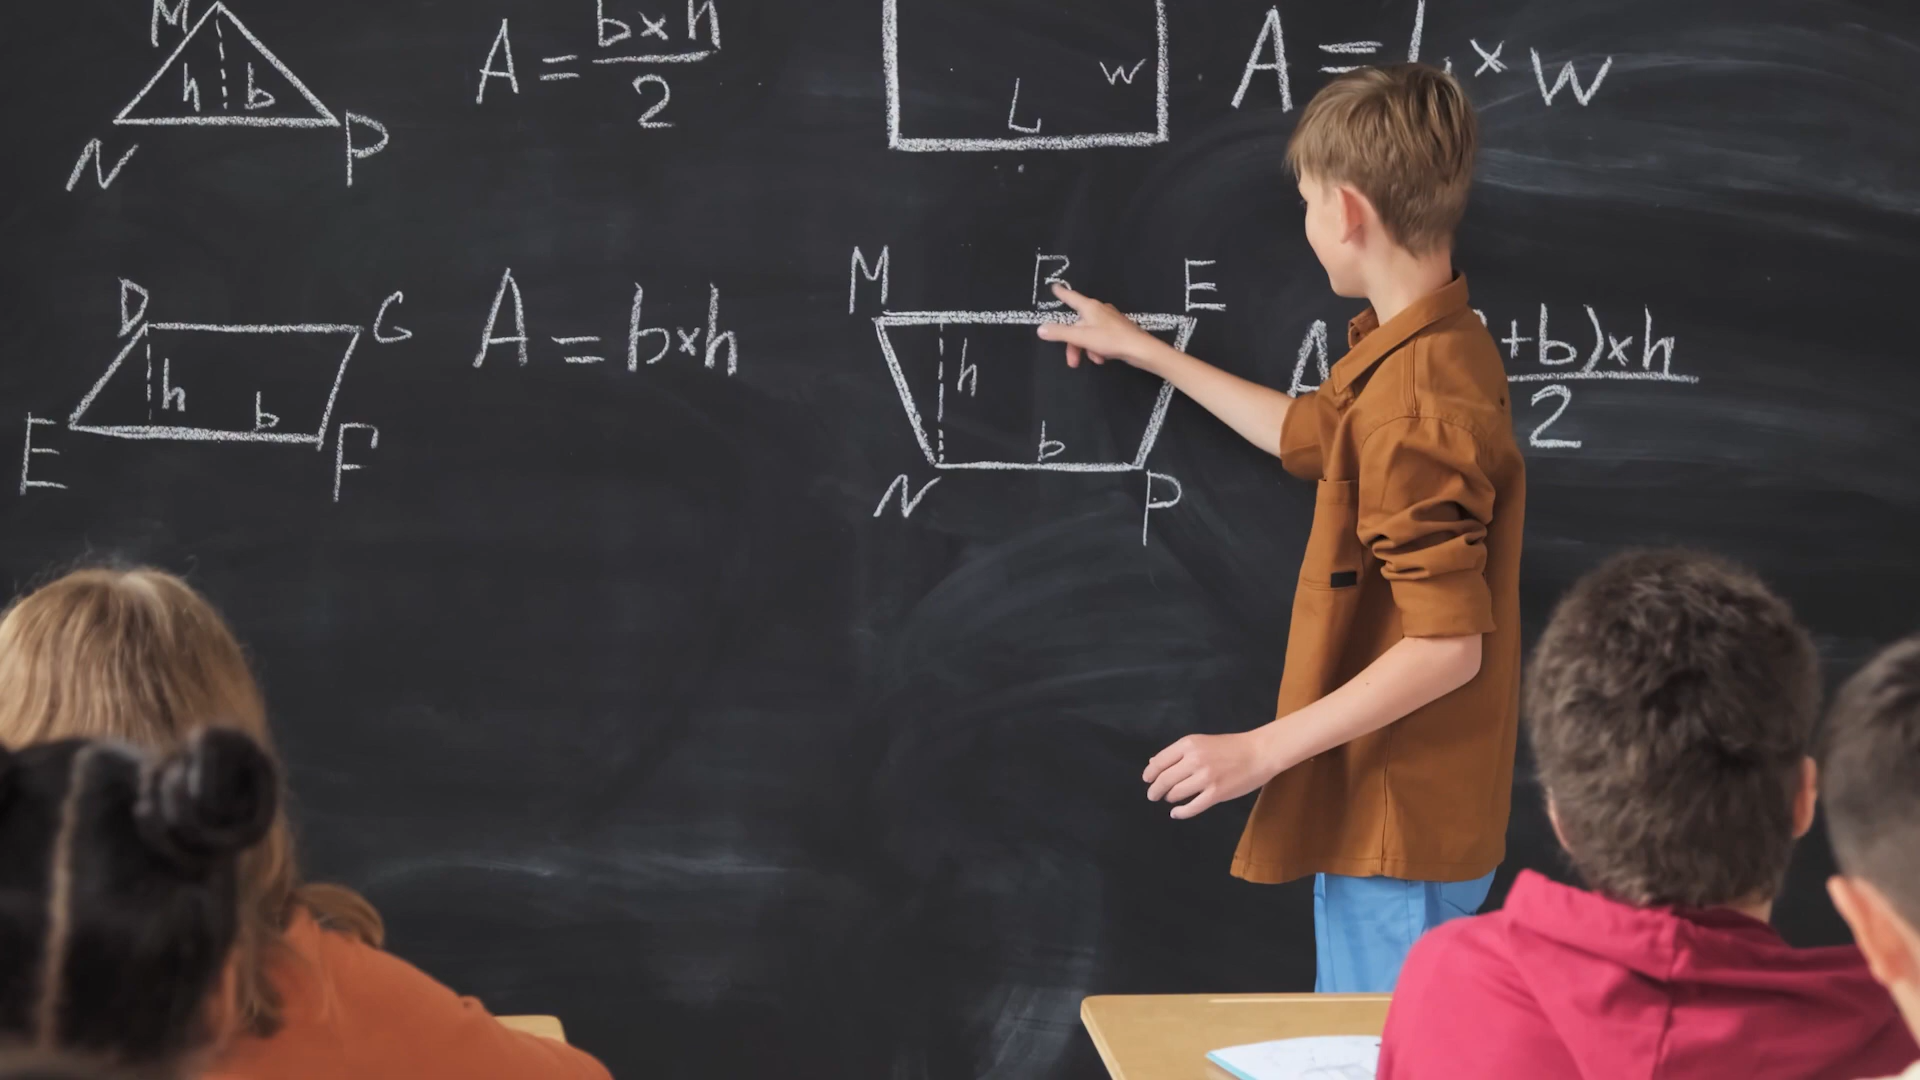 M
h b
N P
A = b×h
2
L w
A = L × w
D G
h b
E F
A = b×h
M B E
h
b
N P
A +b)×h
2